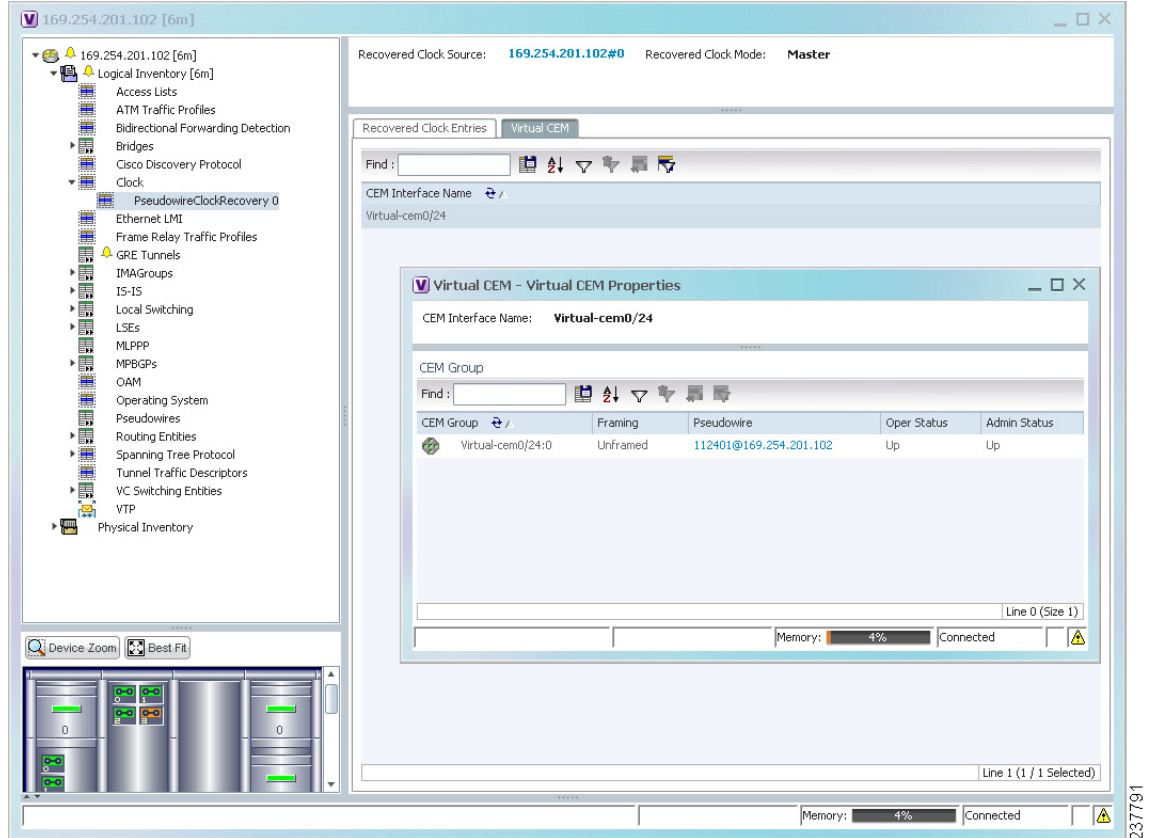 169.254.201.102 [6m]
169.254.201.102 [6m]
Logical Inventory [6m]
Access Lists
ATM Traffic Profiles
Bidirectional Forwarding Detection
Bridges
Cisco Discovery Protocol
Clock
PseudowireClockRecovery 0
Ethernet LMI
Frame Relay Traffic Profiles
GRE Tunnels
IMAGroups
IS-IS
Local Switching
LSEs
MLPPP
MPBGPs
OAM
Operating System
Pseudowires
Routing Entities
Spanning Tree Protocol
Tunnel Traffic Descriptors
VC Switching Entities
VTP
Physical Inventory
Device Zoom Best Fit
0 1
2 3
0 0
0
1
Recovered Clock Source: 169.254.201.102#0 Recovered Clock Mode: Master
Recovered Clock Entries Virtual CEM
Find :
CEM Interface Name
Virtual-cem0/24
Virtual CEM - Virtual CEM Properties
CEM Interface Name: Virtual-cem0/24
CEM Group
Find :
CEM Group Framing Pseudowire Oper Status Admin Status
Virtual-cem0/24:0 Unframed 112401@169.254.201.102 Up Up
Line 0 (Size 1)
Memory: 4% Connected
Line 1 (1 / 1 Selected)
Memory: 4% Connected
237791